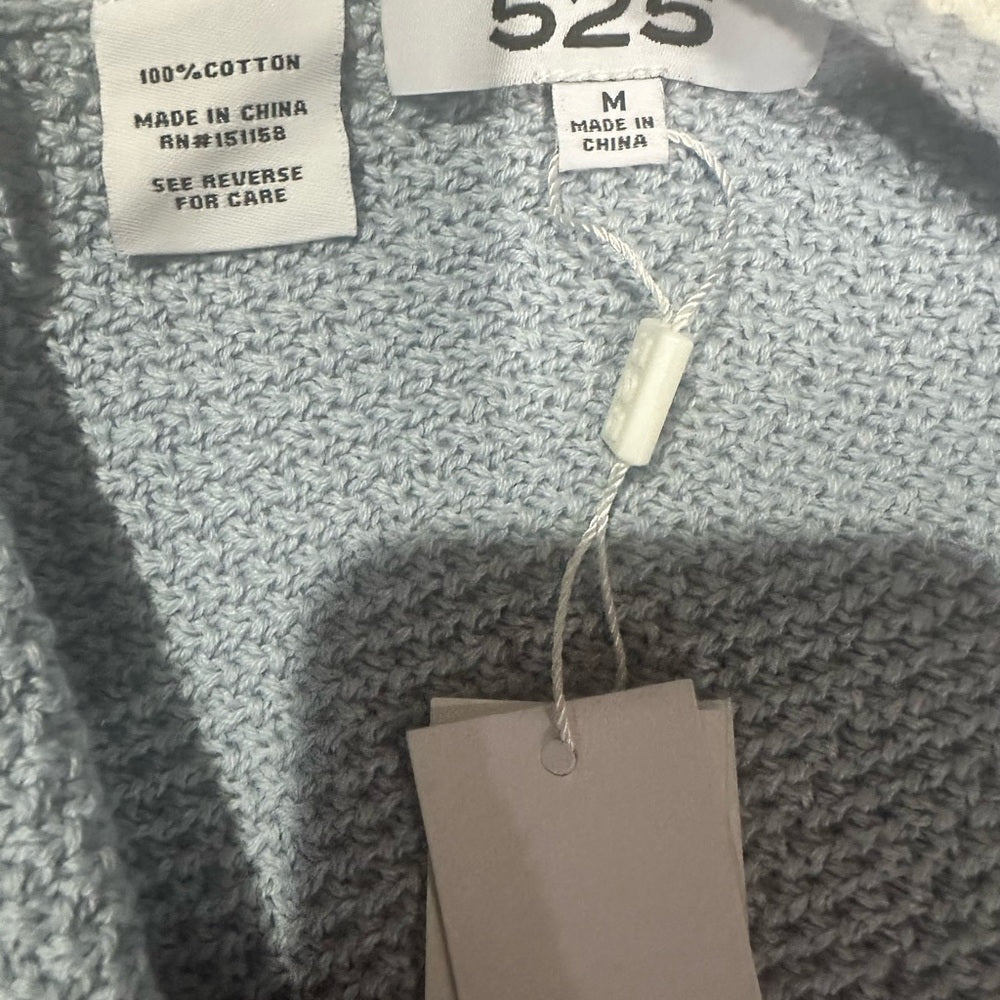 100%COTTON
MADE IN CHINA
RN#151158
SEE REVERSE
FOR CARE
525
M
MADE IN
CHINA